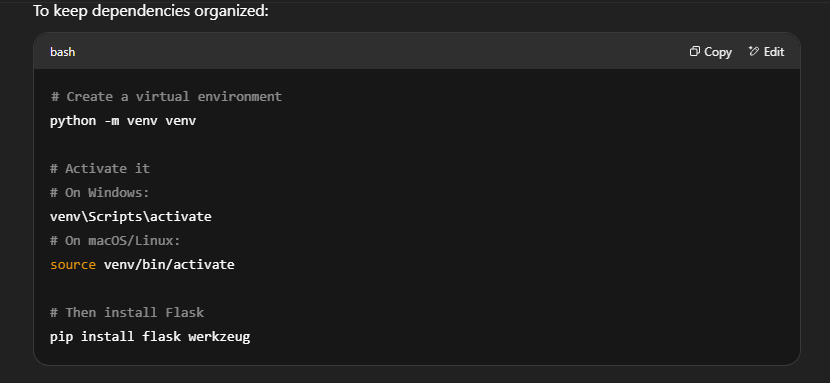 To keep dependencies organized:
bash
Copy
Edit
# Create a virtual environment
python -m venv venv
# Activate it
# On Windows:
venv\Scripts\activate
# On macOS/Linux:
source venv/bin/activate
# Then install Flask
pip install flask werkzeug